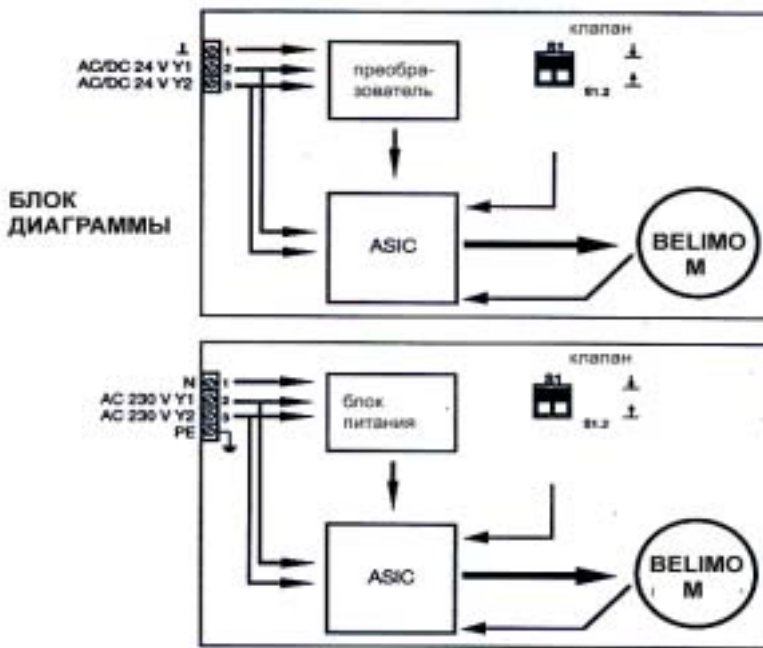 клапан
⊥ 1
AC/DC 24 V Y1 2
AC/DC 24 V Y2 3
преобра-
зователь
S1
S1.2
БЛОК
ДИАГРАММЫ
ASIC
BELIMO
M
клапан
N 1
AC 230 V Y1 2
AC 230 V Y2 3
PE
блок
питания
S1
S1.2
ASIC
BELIMO
M